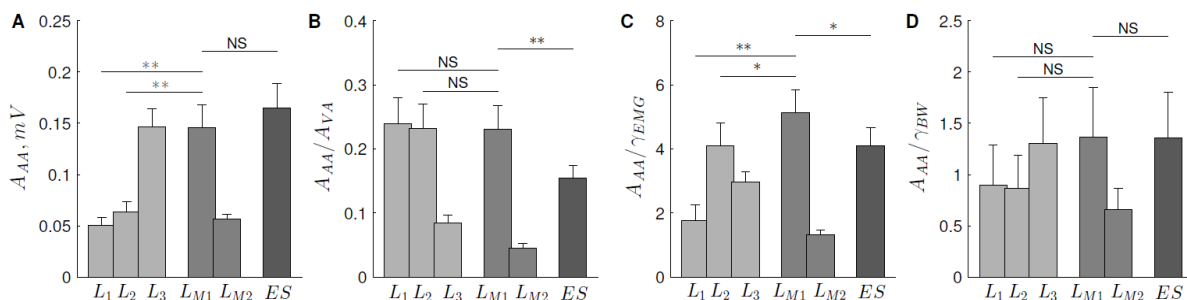 A
A_{AA}, mV
0.25
0.2
0.15
0.1
0.05
0
NS
**
**
L_1 L_2 L_3 L_{M1} L_{M2} ES
B
A_{AA}/A_{VA}
0.4
0.3
0.2
0.1
0
**
NS
NS
L_1 L_2 L_3 L_{M1} L_{M2} ES
C
A_{AA}/γ_{EMG}
8
6
4
2
0
*
**
*
L_1 L_2 L_3 L_{M1} L_{M2} ES
D
A_{AA}/γ_{BW}
2.5
2
1.5
1
0.5
0
NS
NS
NS
L_1 L_2 L_3 L_{M1} L_{M2} ES